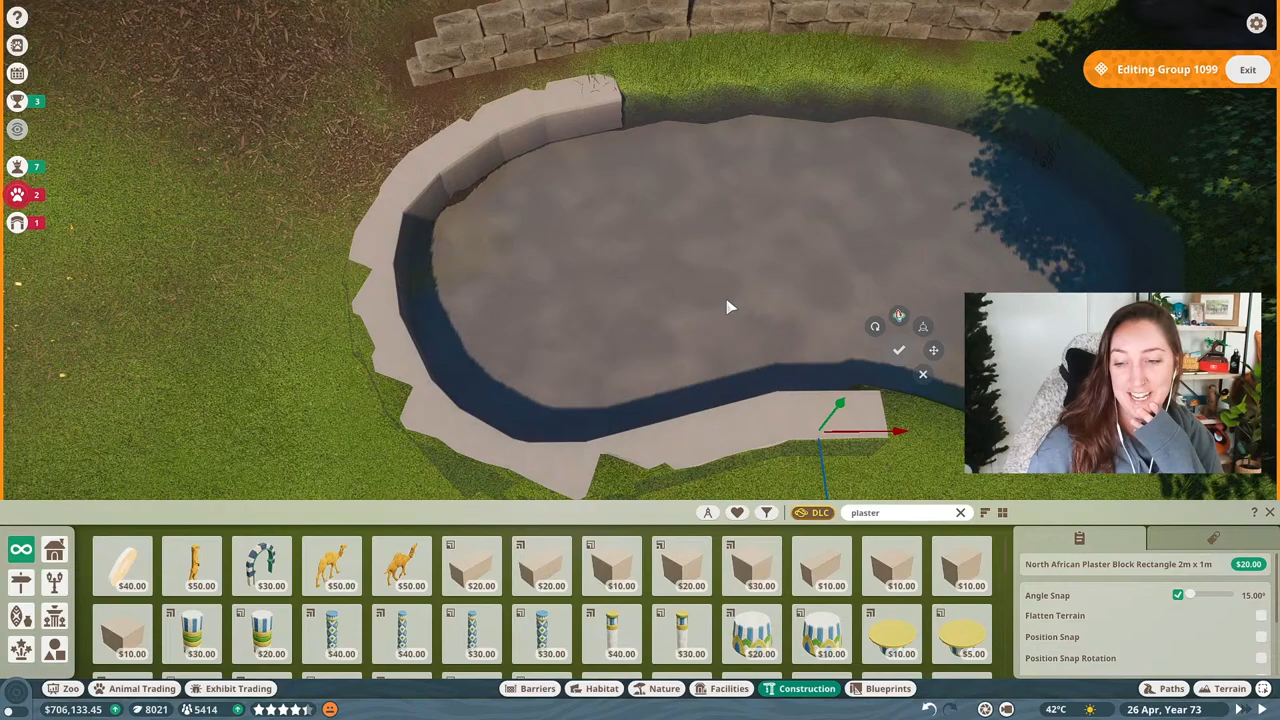 ?
3
7
2
1
Editing Group 1099
Exit
DLC
plaster
?
$40.00
$50.00
$30.00
$50.00
$50.00
$20.00
$20.00
$10.00
$20.00
$30.00
$10.00
$10.00
$10.00
$10.00
$30.00
$20.00
$40.00
$40.00
$30.00
$30.00
$40.00
$30.00
$20.00
$10.00
$10.00
$5.00
North African Plaster Block Rectangle 2m x 1m
$20.00
Angle Snap
15.00°
Flatten Terrain
Position Snap
Position Snap Rotation
Zoo
Animal Trading
Exhibit Trading
Barriers
Habitat
Nature
Facilities
Construction
Blueprints
Paths
Terrain
$706,133.45
8021
5414
42°C
26 Apr, Year 73